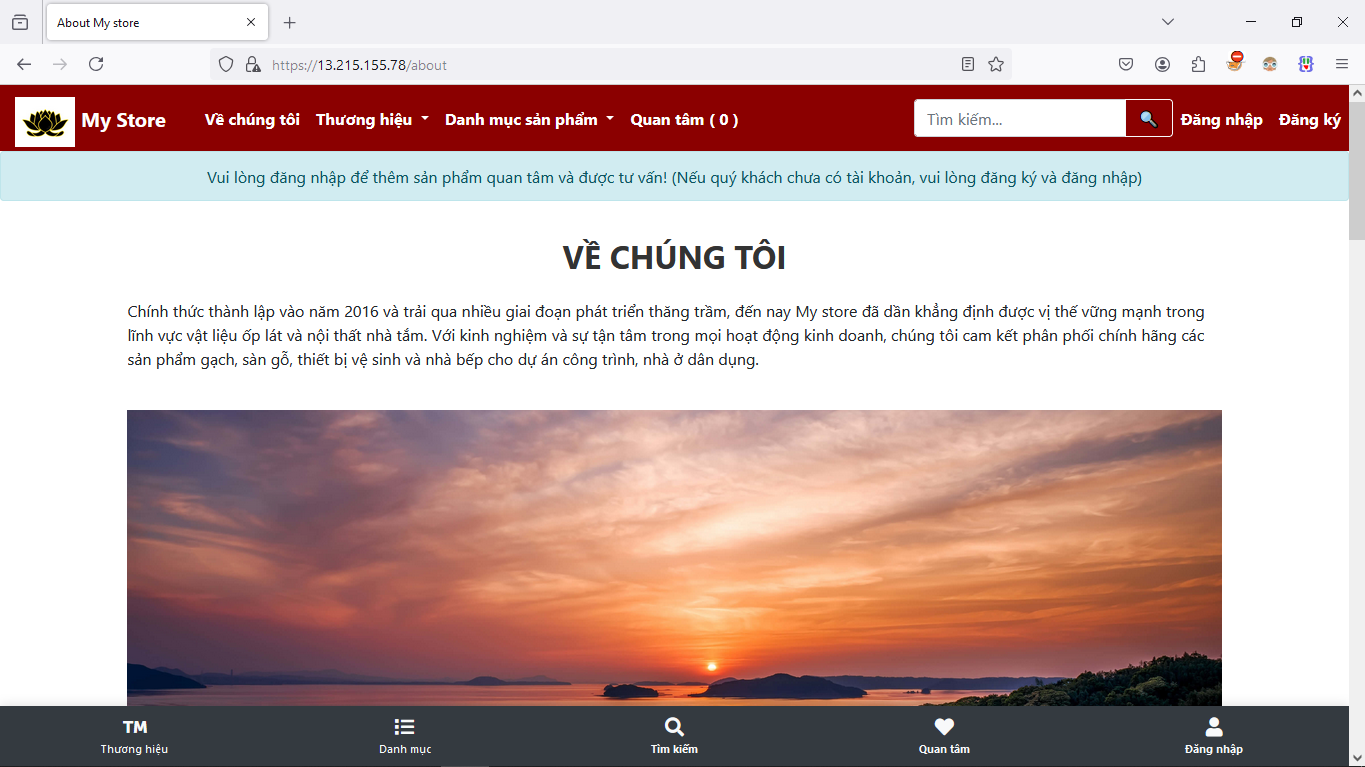 About My store
https://13.215.155.78/about
My Store
Về chúng tôi
Thương hiệu
Danh mục sản phẩm
Quan tâm ( 0 )
Tìm kiếm...
Đăng nhập
Đăng ký
Vui lòng đăng nhập để thêm sản phẩm quan tâm và được tư vấn! (Nếu quý khách chưa có tài khoản, vui lòng đăng ký và đăng nhập)
VỀ CHÚNG TÔI
Chính thức thành lập vào năm 2016 và trải qua nhiều giai đoạn phát triển thăng trầm, đến nay My store đã dần khẳng định được vị thế vững mạnh trong
lĩnh vực vật liệu ốp lát và nội thất nhà tắm. Với kinh nghiệm và sự tận tâm trong mọi hoạt động kinh doanh, chúng tôi cam kết phân phối chính hãng các
sản phẩm gạch, sàn gỗ, thiết bị vệ sinh và nhà bếp cho dự án công trình, nhà ở dân dụng.
TM
Thương hiệu
Danh mục
Tìm kiếm
Quan tâm
Đăng nhập